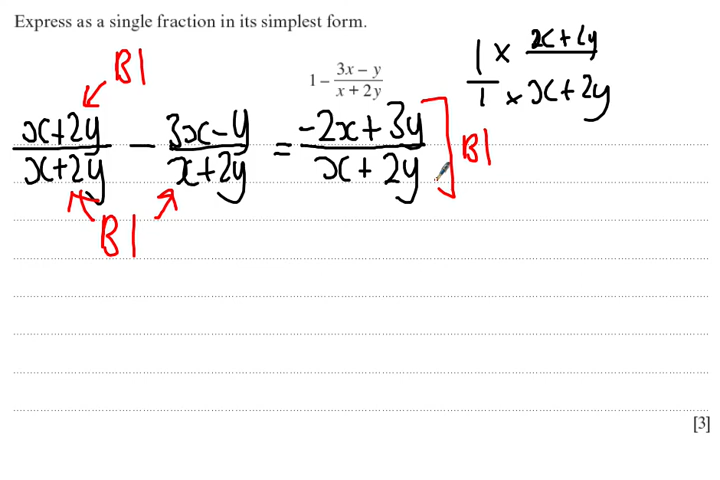 Express as a single fraction in its simplest form.
1 − (3x − y)/(x + 2y)
1/1 × (x+2y)/(x+2y)
B1
(x+2y)/(x+2y) − (3x−y)/(x+2y) = (−2x+3y)/(x+2y)
B1
B1
[3]